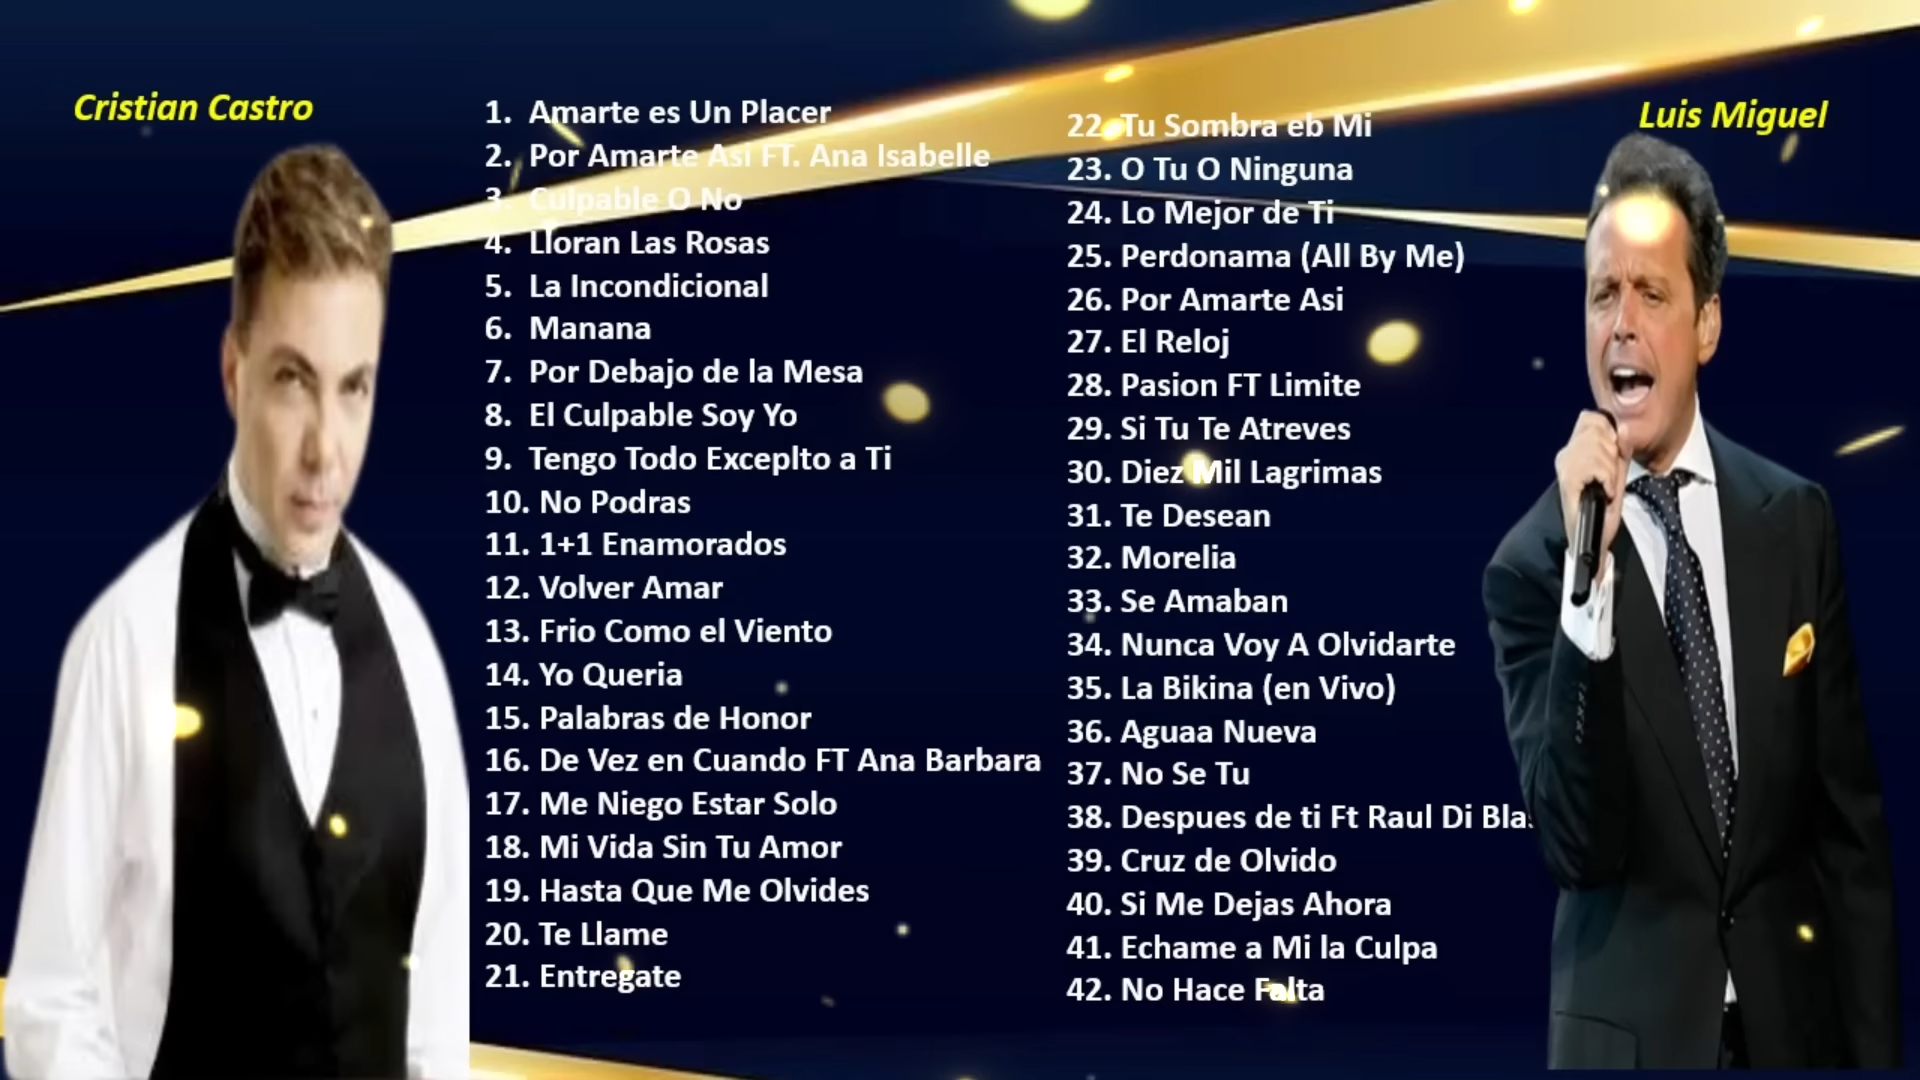 Cristian Castro
1. Amarte es Un Placer
2. Por Amarte Asi FT. Ana Isabelle
3. Culpable O No
4. Lloran Las Rosas
5. La Incondicional
6. Manana
7. Por Debajo de la Mesa
8. El Culpable Soy Yo
9. Tengo Todo Exceplto a Ti
10. No Podras
11. 1+1 Enamorados
12. Volver Amar
13. Frio Como el Viento
14. Yo Queria
15. Palabras de Honor
16. De Vez en Cuando FT Ana Barbara
17. Me Niego Estar Solo
18. Mi Vida Sin Tu Amor
19. Hasta Que Me Olvides
20. Te Llame
21. Entregate
22. Tu Sombra eb Mi
23. O Tu O Ninguna
24. Lo Mejor de Ti
25. Perdonama (All By Me)
26. Por Amarte Asi
27. El Reloj
28. Pasion FT Limite
29. Si Tu Te Atreves
30. Diez Mil Lagrimas
31. Te Desean
32. Morelia
33. Se Amaban
34. Nunca Voy A Olvidarte
35. La Bikina (en Vivo)
36. Aguaa Nueva
37. No Se Tu
38. Despues de ti Ft Raul Di
39. Cruz de Olvido
40. Si Me Dejas Ahora
41. Echame a Mi la Culpa
42. No Hace Falta
Luis Miguel